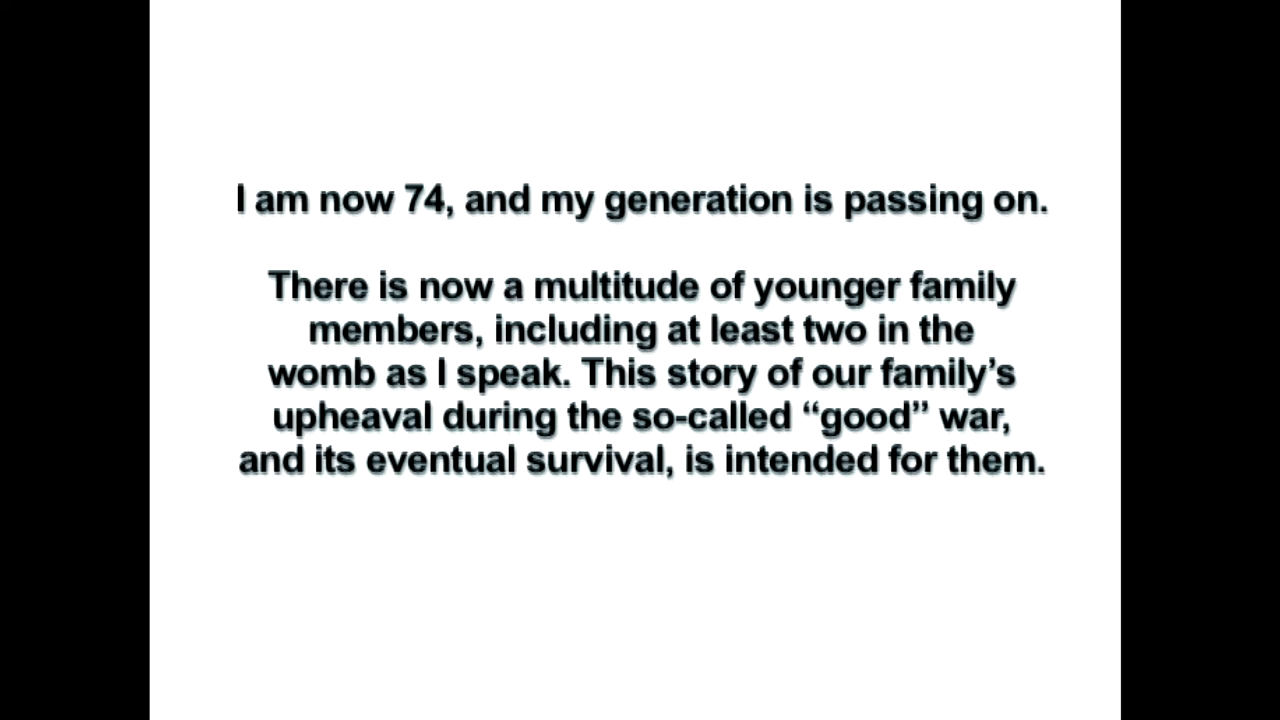 I am now 74, and my generation is passing on.
There is now a multitude of younger family
members, including at least two in the
womb as I speak. This story of our family’s
upheaval during the so-called “good” war,
and its eventual survival, is intended for them.